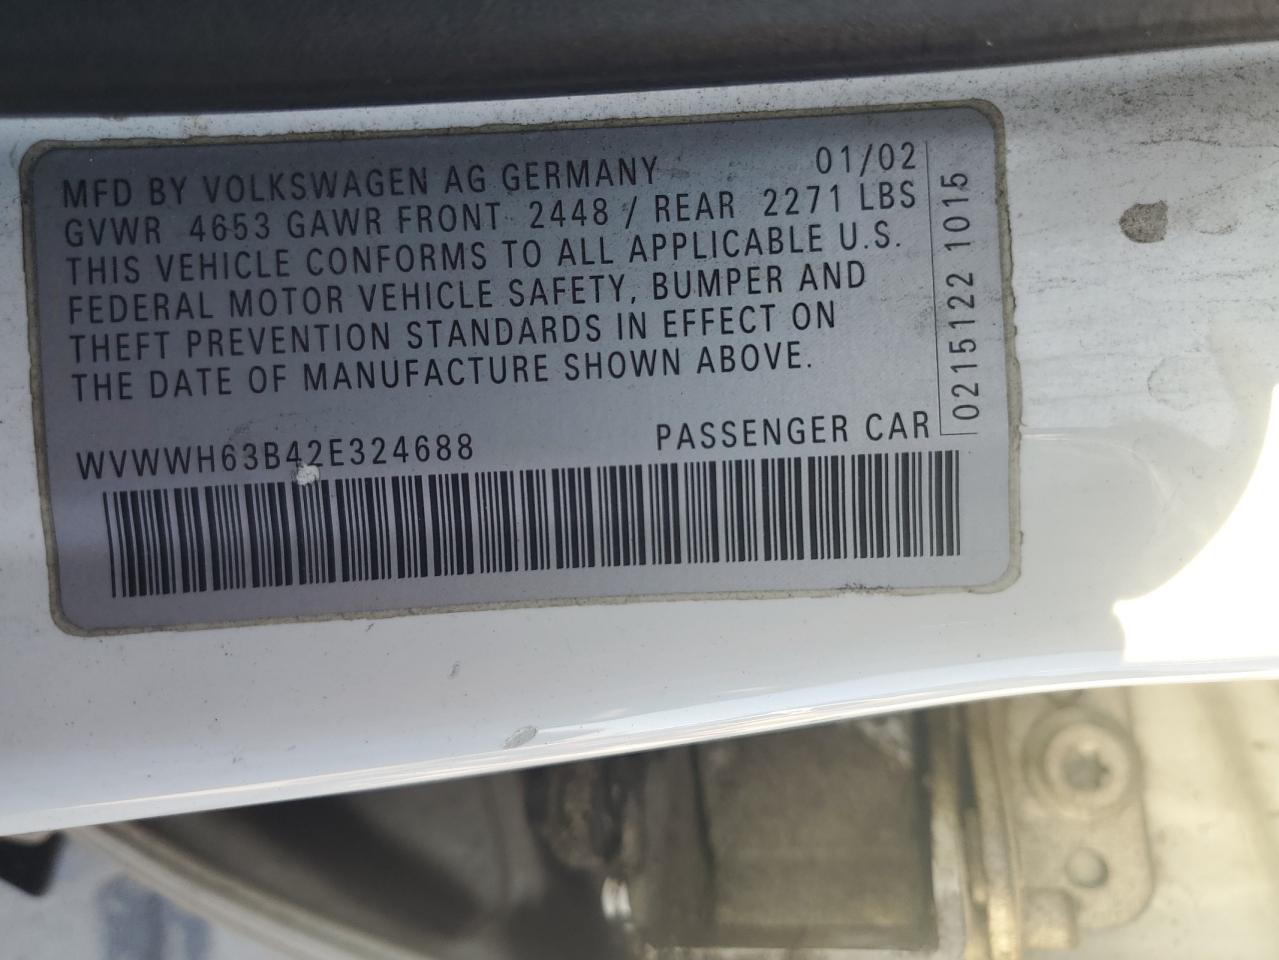 MFD BY VOLKSWAGEN AG GERMANY 01/02
GVWR 4653 GAWR FRONT 2448 / REAR 2271 LBS
THIS VEHICLE CONFORMS TO ALL APPLICABLE U.S.
FEDERAL MOTOR VEHICLE SAFETY, BUMPER AND
THEFT PREVENTION STANDARDS IN EFFECT ON
THE DATE OF MANUFACTURE SHOWN ABOVE.
WVWWH63B42E324688 PASSENGER CAR
0215122 1015